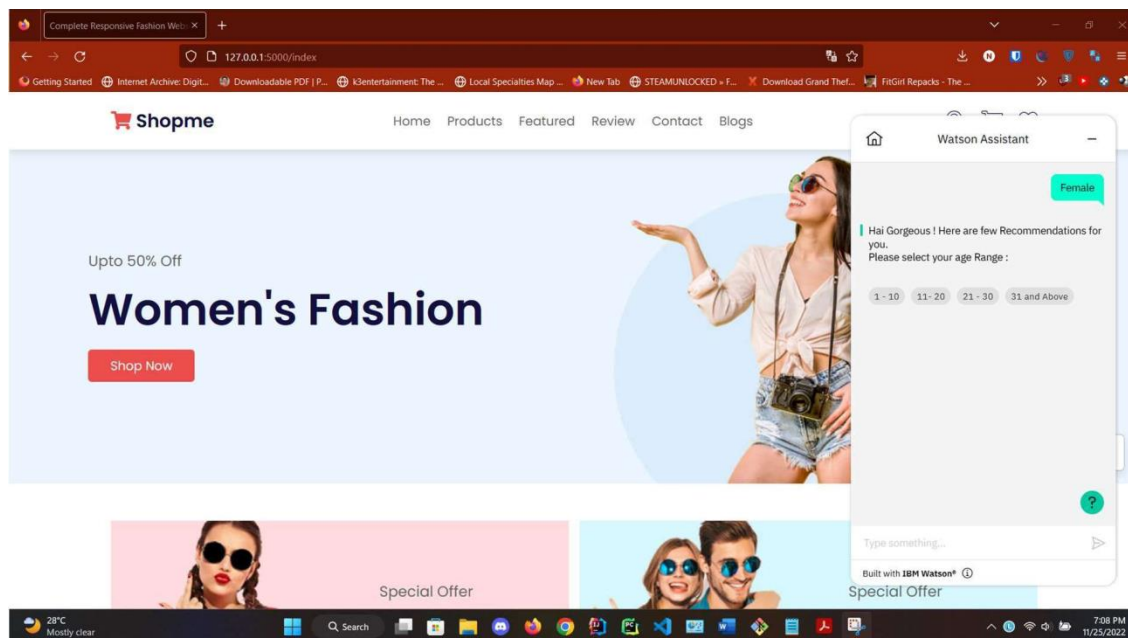 Complete Responsive Fashion Web
127.0.0.1:5000/index
Getting Started Internet Archive: Digit... Downloadable PDF | P... k3entertainment: The ... Local Specialties Map ... New Tab STEAMUNLOCKED » F... Download Grand Thef... FitGirl Repacks - The ...
Shopme
Home Products Featured Review Contact Blogs
Upto 50% Off
Women's Fashion
Shop Now
Special Offer
Special Offer
Watson Assistant
Female
Hai Gorgeous ! Here are few Recommendations for
you.
Please select your age Range :
1 - 10 11- 20 21 - 30 31 and Above
?
Type something...
Built with IBM Watson®
28°C
Mostly clear
Search
7:08 PM
11/25/2022